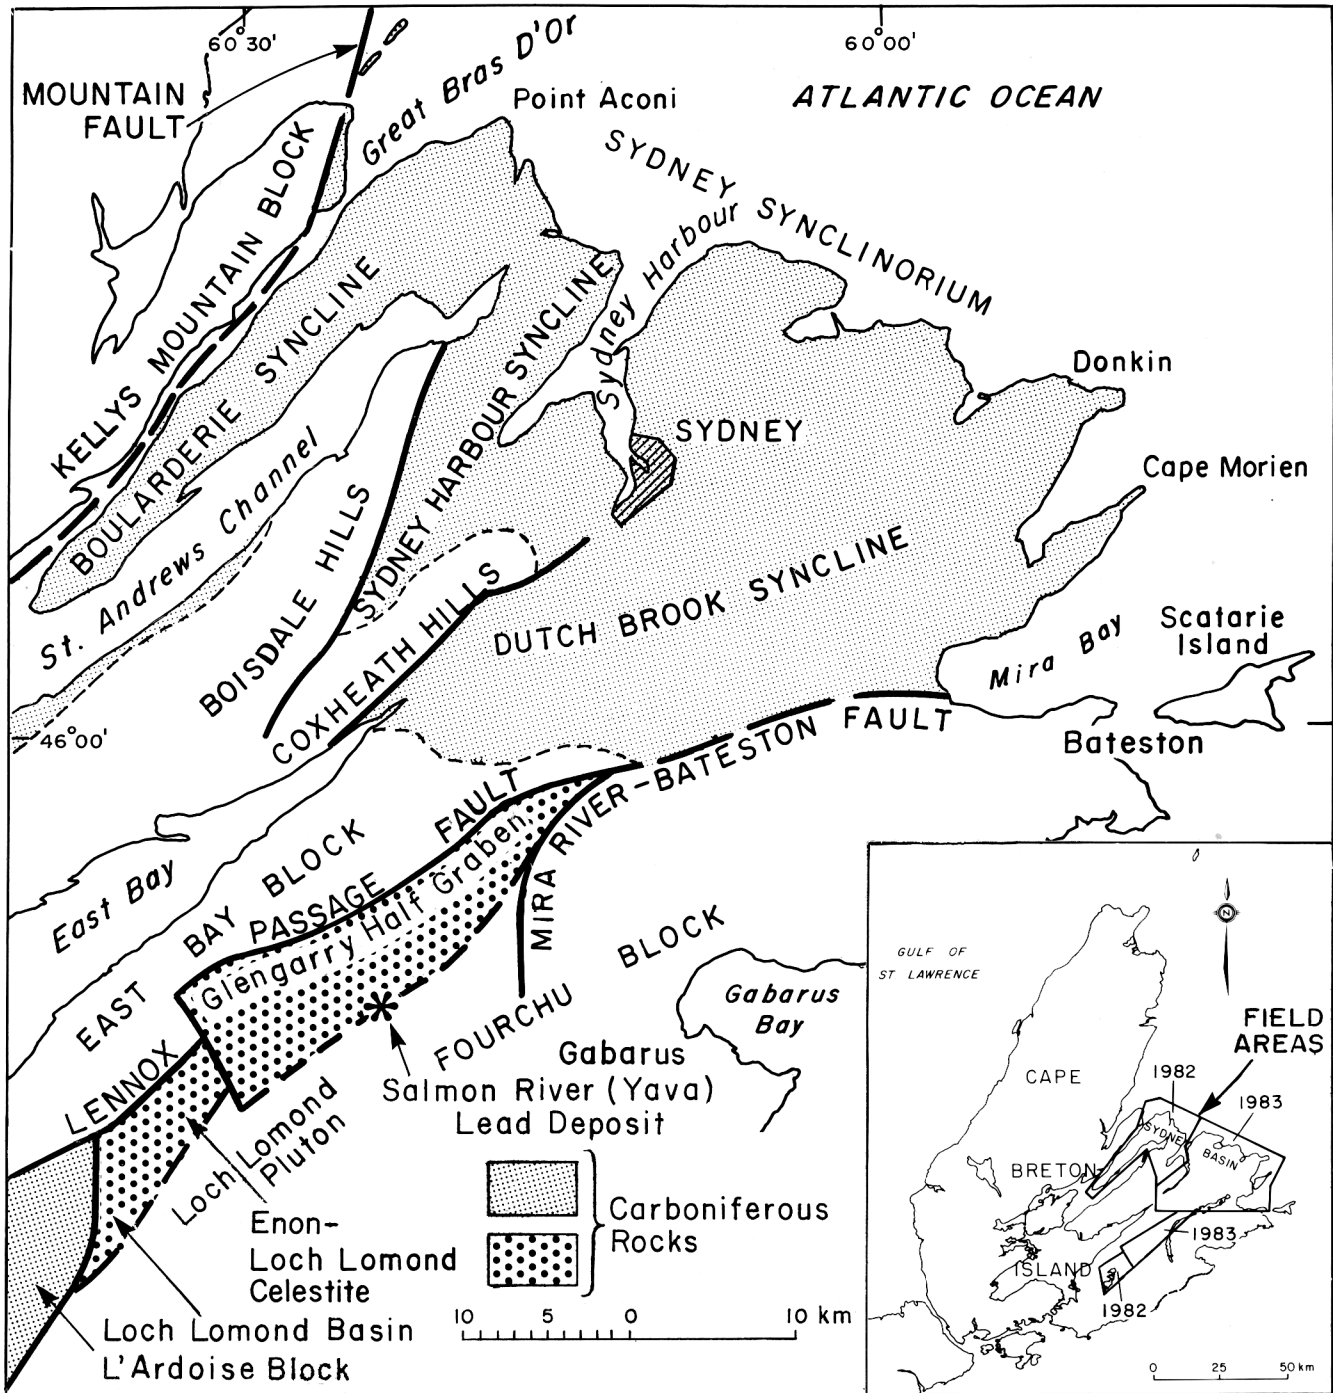 60°30'
60°00'
MOUNTAIN
FAULT
Great Bras D'Or
Point Aconi
ATLANTIC OCEAN
SYDNEY SYNCLINORIUM
KELLYS MOUNTAIN BLOCK
BOULARDERIE SYNCLINE
Sydney Harbour
SYDNEY HARBOUR SYNCLINE
Donkin
SYDNEY
Cape Morien
St. Andrews Channel
BOISDALE HILLS
COXHEATH HILLS
DUTCH BROOK SYNCLINE
Mira Bay
Scatarie
Island
46°00'
Bateston
MIRA RIVER-BATESTON FAULT
East Bay
EAST BAY BLOCK
LENNOX PASSAGE FAULT
Glengarry Half Graben
FOURCHU BLOCK
Gabarus
Bay
Gabarus
Salmon River (Yava)
Lead Deposit
Loch Lomond
Pluton
Enon-
Loch Lomond
Celestite
Loch Lomond Basin
L'Ardoise Block
Carboniferous
Rocks
10 5 0 10 km
N
GULF OF
ST LAWRENCE
FIELD
AREAS
CAPE
1982
1983
SYDNEY
BASIN
BRETON
1983
ISLAND
1982
0 25 50 km